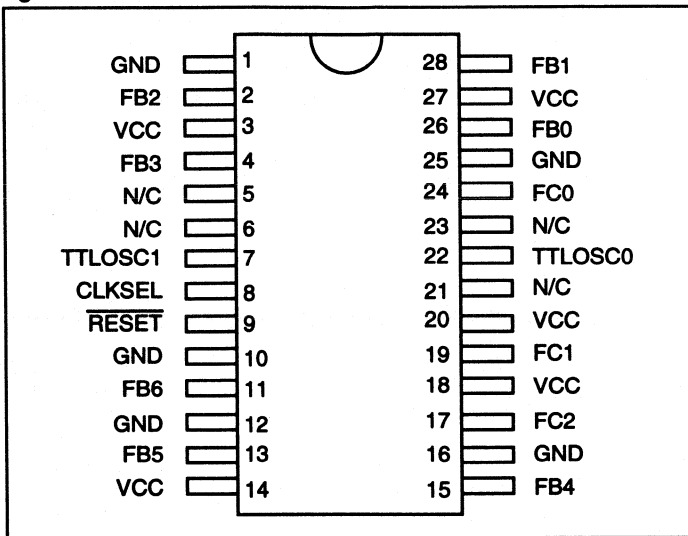 GND 1 28 FB1
FB2 2 27 VCC
VCC 3 26 FB0
FB3 4 25 GND
N/C 5 24 FC0
N/C 6 23 N/C
TTLOSC1 7 22 TTLOSC0
CLKSEL 8 21 N/C
RESET 9 20 VCC
GND 10 19 FC1
FB6 11 18 VCC
GND 12 17 FC2
FB5 13 16 GND
VCC 14 15 FB4